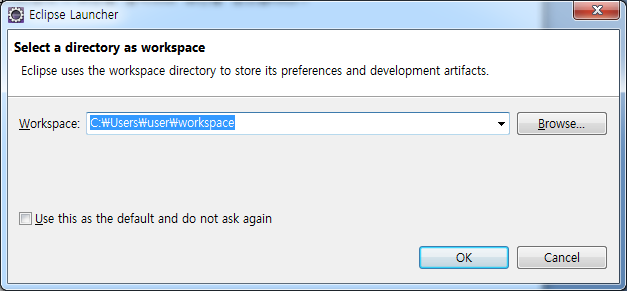 Eclipse Launcher
Select a directory as workspace
Eclipse uses the workspace directory to store its preferences and development artifacts.
Workspace: C:₩Users₩user₩workspace Browse...
Use this as the default and do not ask again
OK Cancel